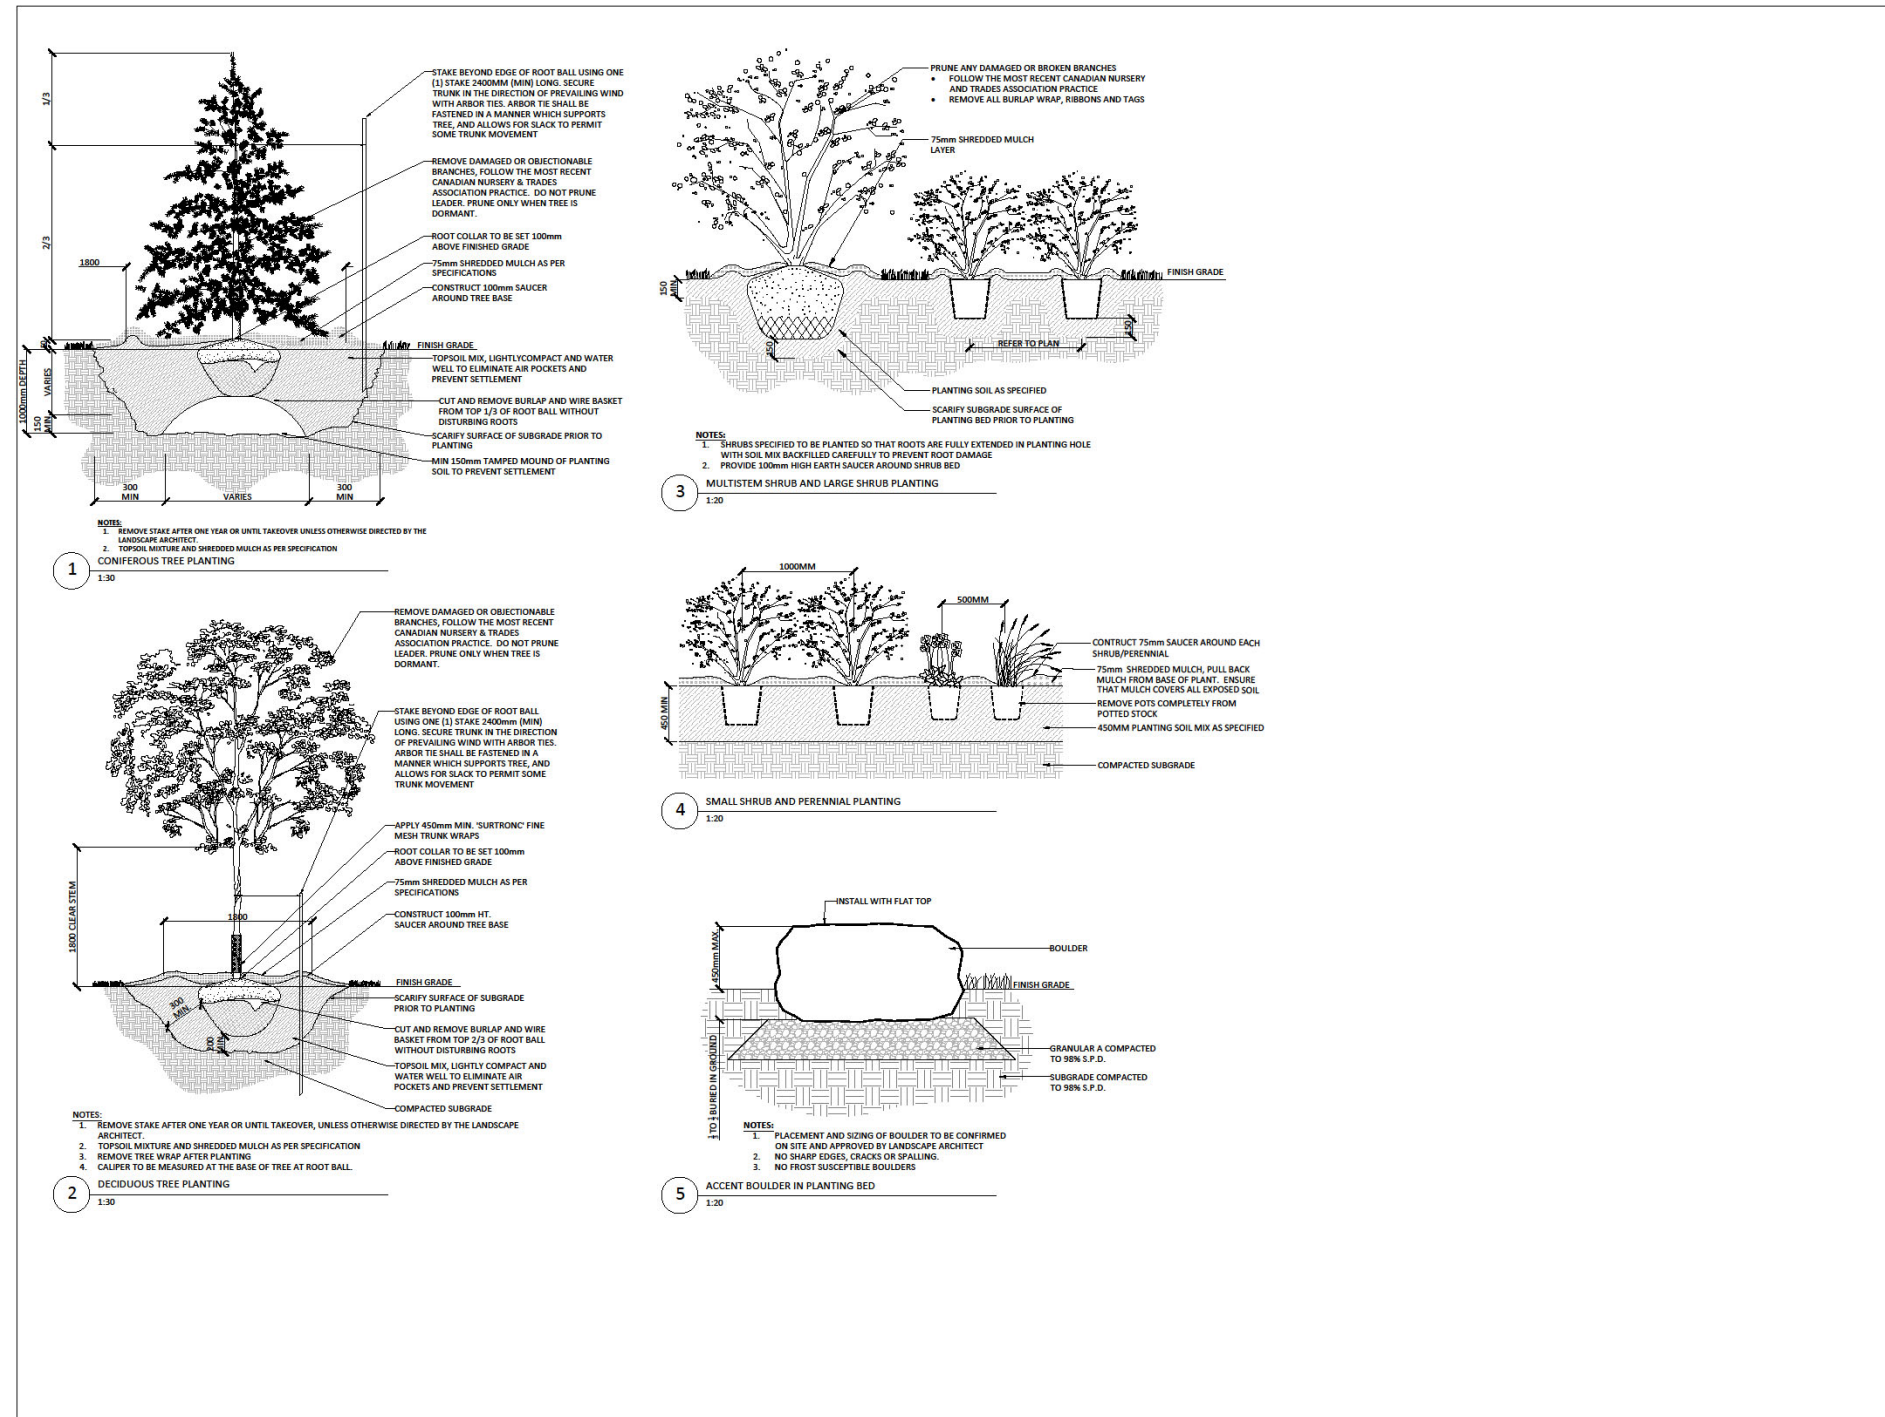 1/3
2/3
1800
STAKE BEYOND EDGE OF ROOT BALL USING ONE
(1) STAKE 2400MM (MIN) LONG. SECURE
TRUNK IN THE DIRECTION OF PREVAILING WIND
WITH ARBOR TIES. ARBOR TIE SHALL BE
FASTENED IN A MANNER WHICH SUPPORTS
TREE, AND ALLOWS FOR SLACK TO PERMIT
SOME TRUNK MOVEMENT
REMOVE DAMAGED OR OBJECTIONABLE
BRANCHES, FOLLOW THE MOST RECENT
CANADIAN NURSERY & TRADES
ASSOCIATION PRACTICE. DO NOT PRUNE
LEADER. PRUNE ONLY WHEN TREE IS
DORMANT.
ROOT COLLAR TO BE SET 100mm
ABOVE FINISHED GRADE
75mm SHREDDED MULCH AS PER
SPECIFICATIONS
CONSTRUCT 100mm SAUCER
AROUND TREE BASE
FINISH GRADE
TOPSOIL MIX, LIGHTLYCOMPACT AND WATER
WELL TO ELIMINATE AIR POCKETS AND
PREVENT SETTLEMENT
CUT AND REMOVE BURLAP AND WIRE BASKET
FROM TOP 1/3 OF ROOT BALL WITHOUT
DISTURBING ROOTS
SCARIFY SURFACE OF SUBGRADE PRIOR TO
PLANTING
MIN 150mm TAMPED MOUND OF PLANTING
SOIL TO PREVENT SETTLEMENT
1000mm DEPTH
VARIES
150
MIN
300
MIN
VARIES
300
MIN
NOTES:
1. REMOVE STAKE AFTER ONE YEAR OR UNTIL TAKEOVER UNLESS OTHERWISE DIRECTED BY THE
LANDSCAPE ARCHITECT.
2. TOPSOIL MIXTURE AND SHREDDED MULCH AS PER SPECIFICATION
1
CONIFEROUS TREE PLANTING
1:30
REMOVE DAMAGED OR OBJECTIONABLE
BRANCHES, FOLLOW THE MOST RECENT
CANADIAN NURSERY & TRADES
ASSOCIATION PRACTICE. DO NOT PRUNE
LEADER. PRUNE ONLY WHEN TREE IS
DORMANT.
STAKE BEYOND EDGE OF ROOT BALL
USING ONE (1) STAKE 2400mm (MIN)
LONG. SECURE TRUNK IN THE DIRECTION
OF PREVAILING WIND WITH ARBOR TIES.
ARBOR TIE SHALL BE FASTENED IN A
MANNER WHICH SUPPORTS TREE, AND
ALLOWS FOR SLACK TO PERMIT SOME
TRUNK MOVEMENT
APPLY 450mm MIN. 'SURTRONC' FINE
MESH TRUNK WRAPS
ROOT COLLAR TO BE SET 100mm
ABOVE FINISHED GRADE
75mm SHREDDED MULCH AS PER
SPECIFICATIONS
CONSTRUCT 100mm HT.
SAUCER AROUND TREE BASE
1800 CLEAR STEM
1800
FINISH GRADE
SCARIFY SURFACE OF SUBGRADE
PRIOR TO PLANTING
CUT AND REMOVE BURLAP AND WIRE
BASKET FROM TOP 2/3 OF ROOT BALL
WITHOUT DISTURBING ROOTS
TOPSOIL MIX, LIGHTLY COMPACT AND
WATER WELL TO ELIMINATE AIR
POCKETS AND PREVENT SETTLEMENT
COMPACTED SUBGRADE
300
MIN.
200
MIN
NOTES:
1. REMOVE STAKE AFTER ONE YEAR OR UNTIL TAKEOVER, UNLESS OTHERWISE DIRECTED BY THE LANDSCAPE
ARCHITECT.
2. TOPSOIL MIXTURE AND SHREDDED MULCH AS PER SPECIFICATION
3. REMOVE TREE WRAP AFTER PLANTING
4. CALIPER TO BE MEASURED AT THE BASE OF TREE AT ROOT BALL.
2
DECIDUOUS TREE PLANTING
1:30
PRUNE ANY DAMAGED OR BROKEN BRANCHES
• FOLLOW THE MOST RECENT CANADIAN NURSERY
AND TRADES ASSOCIATION PRACTICE
• REMOVE ALL BURLAP WRAP, RIBBONS AND TAGS
75mm SHREDDED MULCH
LAYER
FINISH GRADE
150
MIN
150
150
REFER TO PLAN
PLANTING SOIL AS SPECIFIED
SCARIFY SUBGRADE SURFACE OF
PLANTING BED PRIOR TO PLANTING
NOTES:
1. SHRUBS SPECIFIED TO BE PLANTED SO THAT ROOTS ARE FULLY EXTENDED IN PLANTING HOLE
WITH SOIL MIX BACKFILLED CAREFULLY TO PREVENT ROOT DAMAGE
2. PROVIDE 100mm HIGH EARTH SAUCER AROUND SHRUB BED
3
MULTISTEM SHRUB AND LARGE SHRUB PLANTING
1:20
1000MM
500MM
CONTRUCT 75mm SAUCER AROUND EACH
SHRUB/PERENNIAL
75mm SHREDDED MULCH, PULL BACK
MULCH FROM BASE OF PLANT. ENSURE
THAT MULCH COVERS ALL EXPOSED SOIL
REMOVE POTS COMPLETELY FROM
POTTED STOCK
450MM PLANTING SOIL MIX AS SPECIFIED
COMPACTED SUBGRADE
450 MIN
4
SMALL SHRUB AND PERENNIAL PLANTING
1:20
INSTALL WITH FLAT TOP
450mm MAX.
BOULDER
FINISH GRADE
GRANULAR A COMPACTED
TO 98% S.P.D.
SUBGRADE COMPACTED
TO 98% S.P.D.
BURIED IN GROUND
NOTES:
1. PLACEMENT AND SIZING OF BOULDER TO BE CONFIRMED
ON SITE AND APPROVED BY LANDSCAPE ARCHITECT
2. NO SHARP EDGES, CRACKS OR SPALLING.
3. NO FROST SUSCEPTIBLE BOULDERS
5
ACCENT BOULDER IN PLANTING BED
1:20